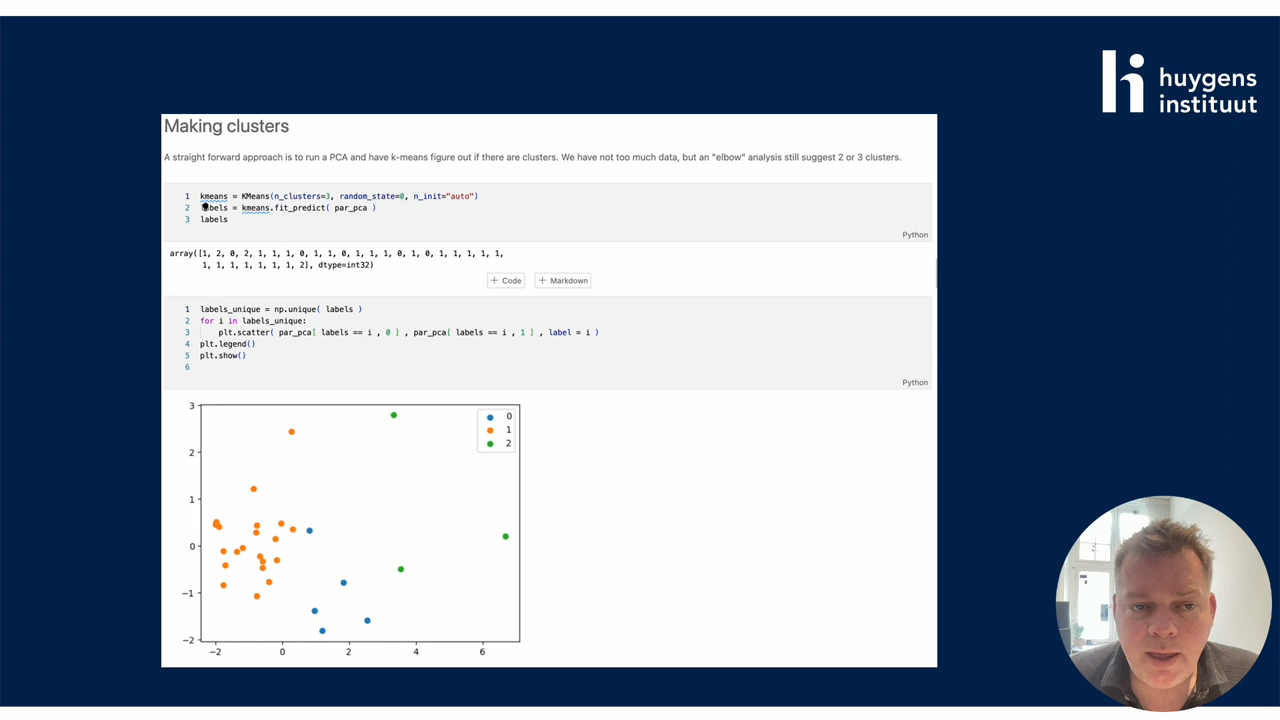 huygens
instituut
Making clusters
A straight forward approach is to run a PCA and have k-means figure out if there are clusters. We have not too much data, but an "elbow" analysis still suggest 2 or 3 clusters.
1 kmeans = KMeans(n_clusters=3, random_state=0, n_init="auto")
2 labels = kmeans.fit_predict( par_pca )
3 labels
Python
array([1, 2, 0, 2, 1, 1, 1, 0, 1, 1, 0, 1, 1, 1, 0, 1, 0, 1, 1, 1, 1, 1,
1, 1, 1, 1, 1, 1, 1, 2], dtype=int32)
+ Code + Markdown
1 labels_unique = np.unique( labels )
2 for i in labels_unique:
3 plt.scatter( par_pca[ labels == i , 0 ] , par_pca[ labels == i , 1 ] , label = i )
4 plt.legend()
5 plt.show()
6
Python
3
2
1
0
−1
−2
0
1
2
−2 0 2 4 6